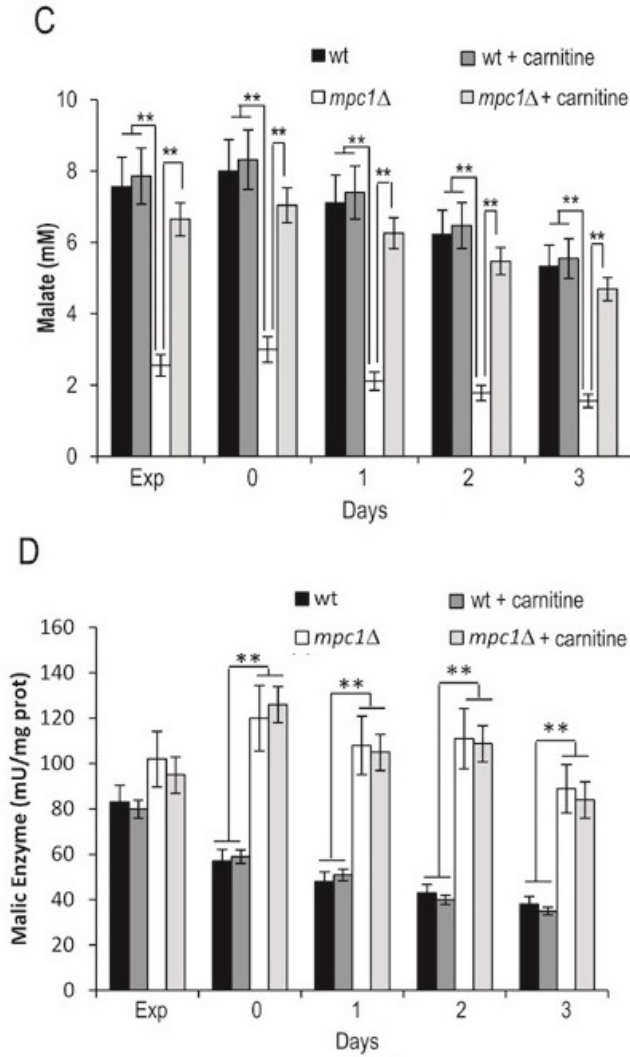 C
wt
wt + carnitine
mpc1Δ
mpc1Δ + carnitine
Malate (mM)
10
8
6
4
2
0
** ** ** ** ** ** ** ** ** **
Exp 0 1 2 3
Days
D
wt
wt + carnitine
mpc1Δ
mpc1Δ + carnitine
Malic Enzyme (mU/mg prot)
160
140
120
100
80
60
40
20
0
** ** ** **
Exp 0 1 2 3
Days